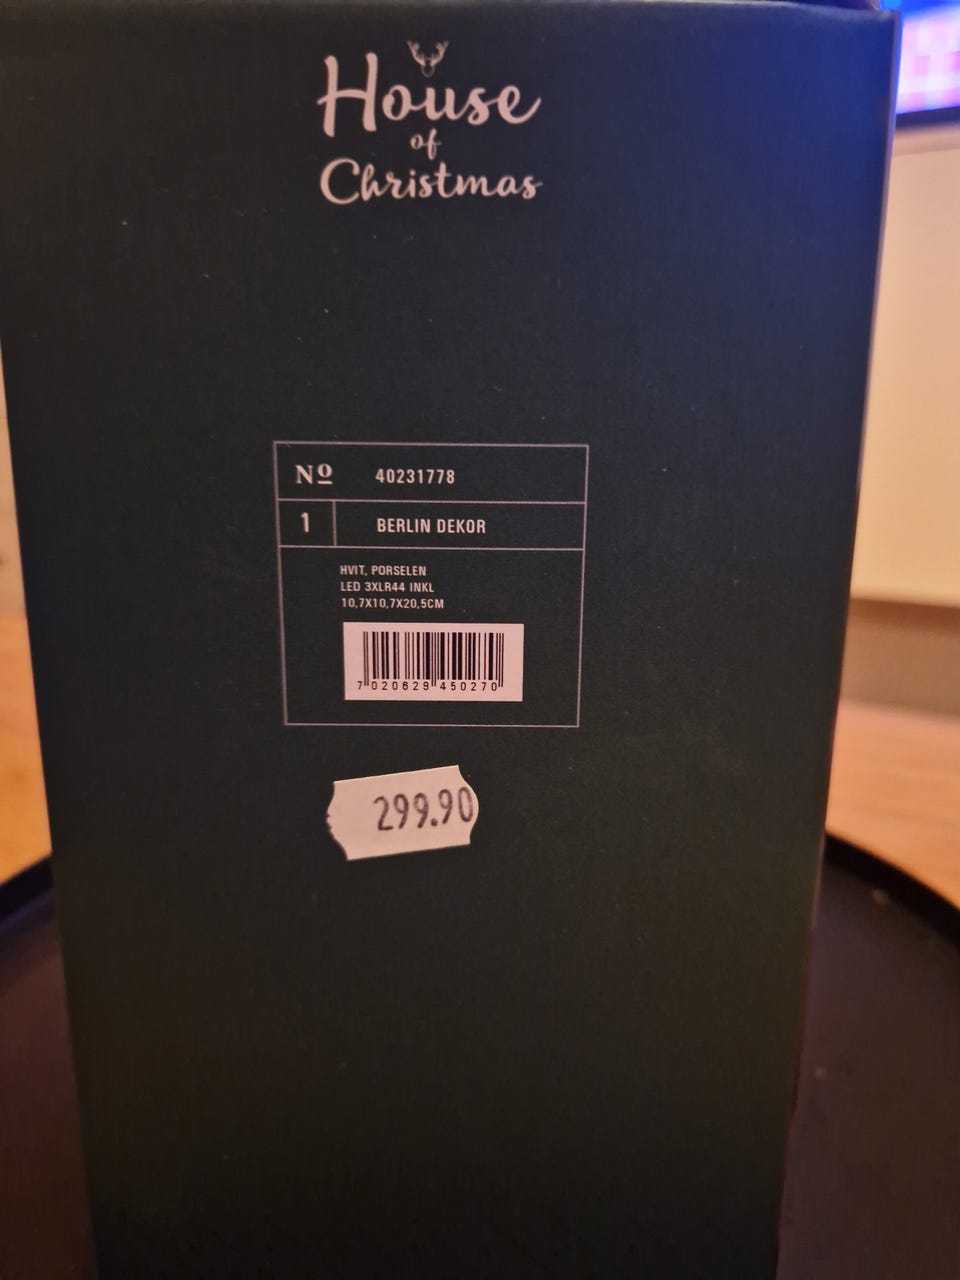 House
of
Christmas
Nº 40231778
1 BERLIN DEKOR
HVIT, PORSELEN
LED 3XLR44 INKL
10,7X10,7X20,5CM
7 020629 450270
299.90